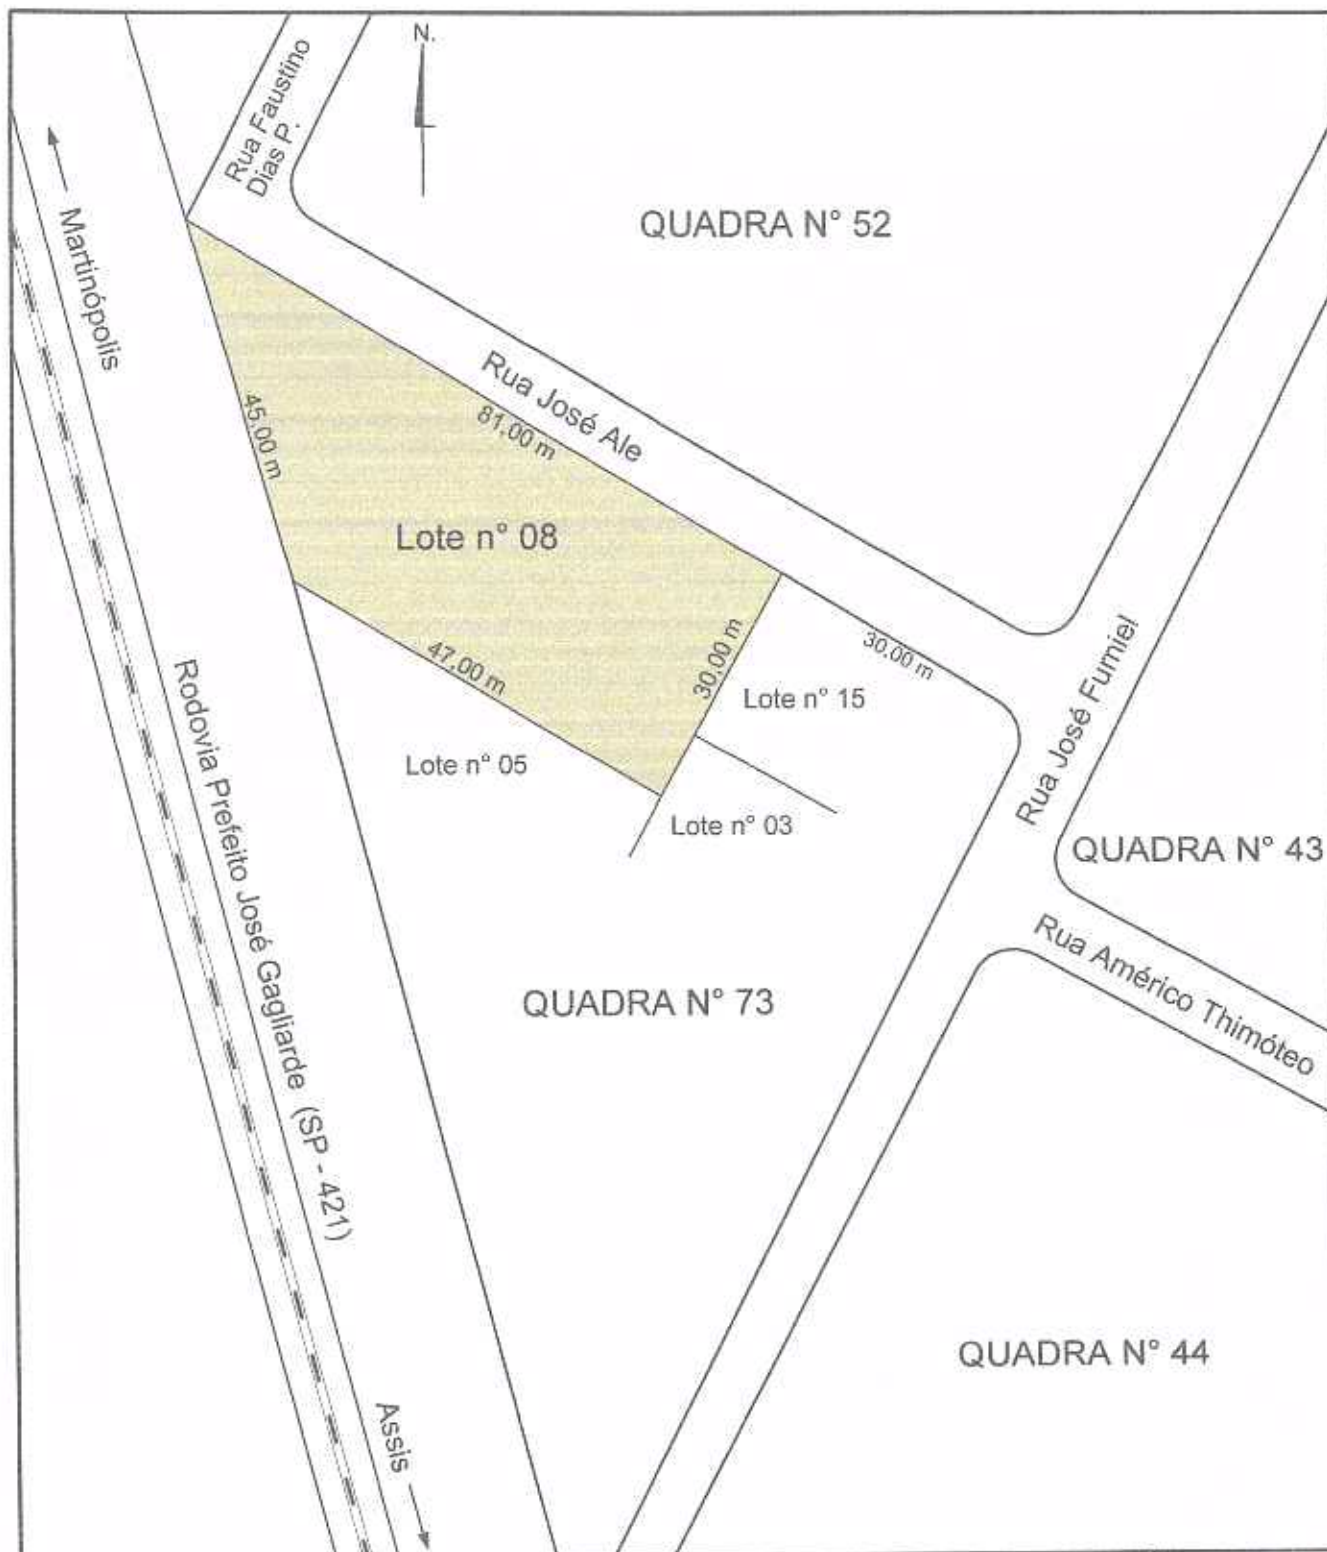 N.
Rua Faustino
Dias P.
QUADRA N° 52
Martinópolis
Rua José Ale
45,00 m
81,00 m
Lote n° 08
47,00 m
30,00 m
30,00 m
Lote n° 15
Rua José Fumiel
Lote n° 05
Lote n° 03
QUADRA N° 43
Rodovia Prefeito José Gagliarde (SP - 421)
Rua Américo Thimóteo
QUADRA N° 73
QUADRA N° 44
Assis